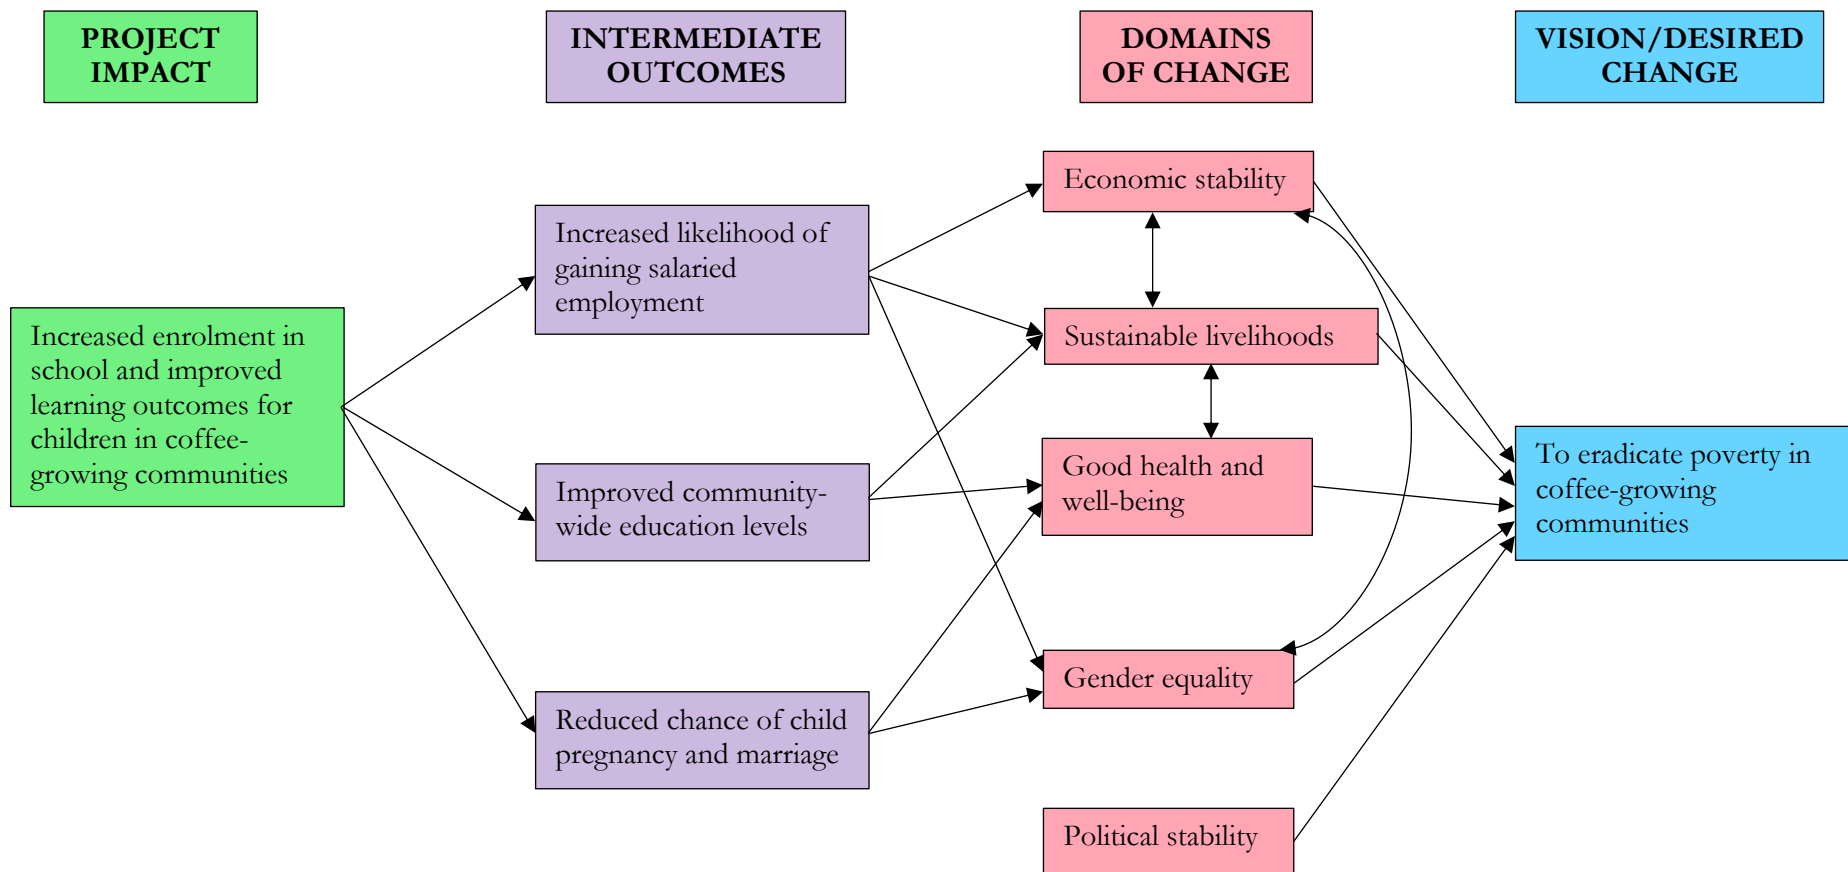 PROJECT
IMPACT
INTERMEDIATE
OUTCOMES
DOMAINS
OF CHANGE
VISION/DESIRED
CHANGE
Increased enrolment in
school and improved
learning outcomes for
children in coffee-
growing communities
Increased likelihood of
gaining salaried
employment
Improved community-
wide education levels
Reduced chance of child
pregnancy and marriage
Economic stability
Sustainable livelihoods
Good health and
well-being
Gender equality
Political stability
To eradicate poverty in
coffee-growing
communities